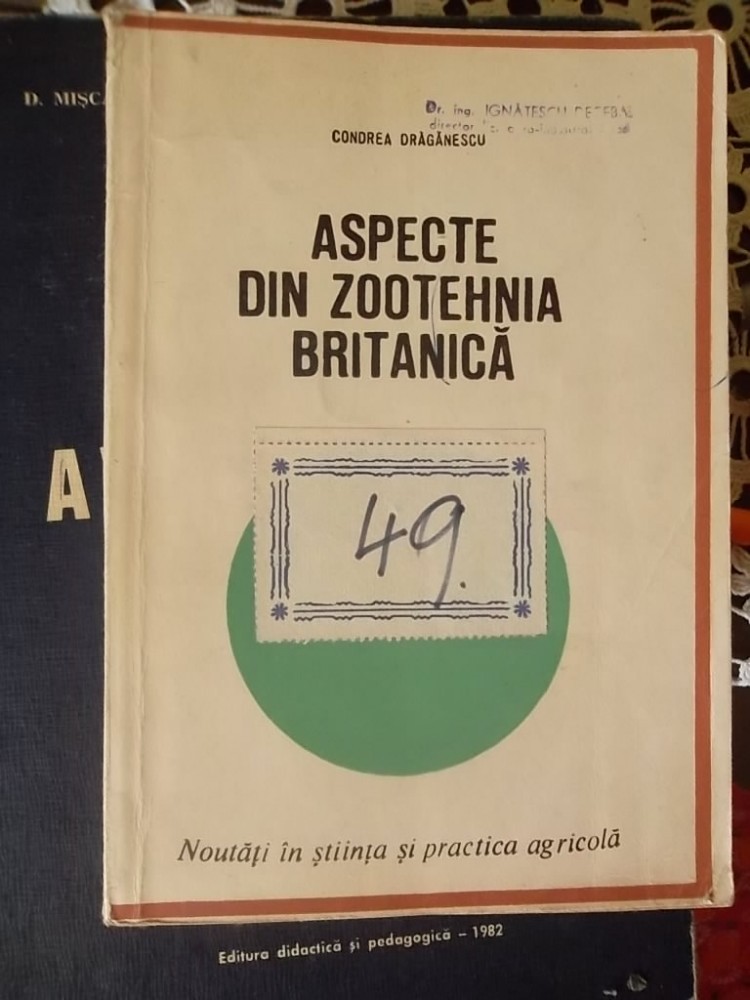 D. MIȘC
Dr. ing. IGNĂTESCU DECEBAL
director
CONDREA DRĂGĂNESCU
ASPECTE
DIN ZOOTEHNIA
BRITANICĂ
A
49.
Noutăți în știința și practica agricolă
Editura didactică și pedagogică - 1982